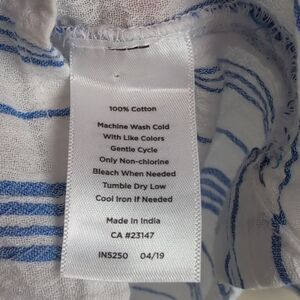 100% Cotton
Machine Wash Cold
With Like Colors
Gentle Cycle
Only Non-chlorine
Bleach When Needed
Tumble Dry Low
Cool Iron If Needed
Made In India
CA #23147
IN5250 04/19